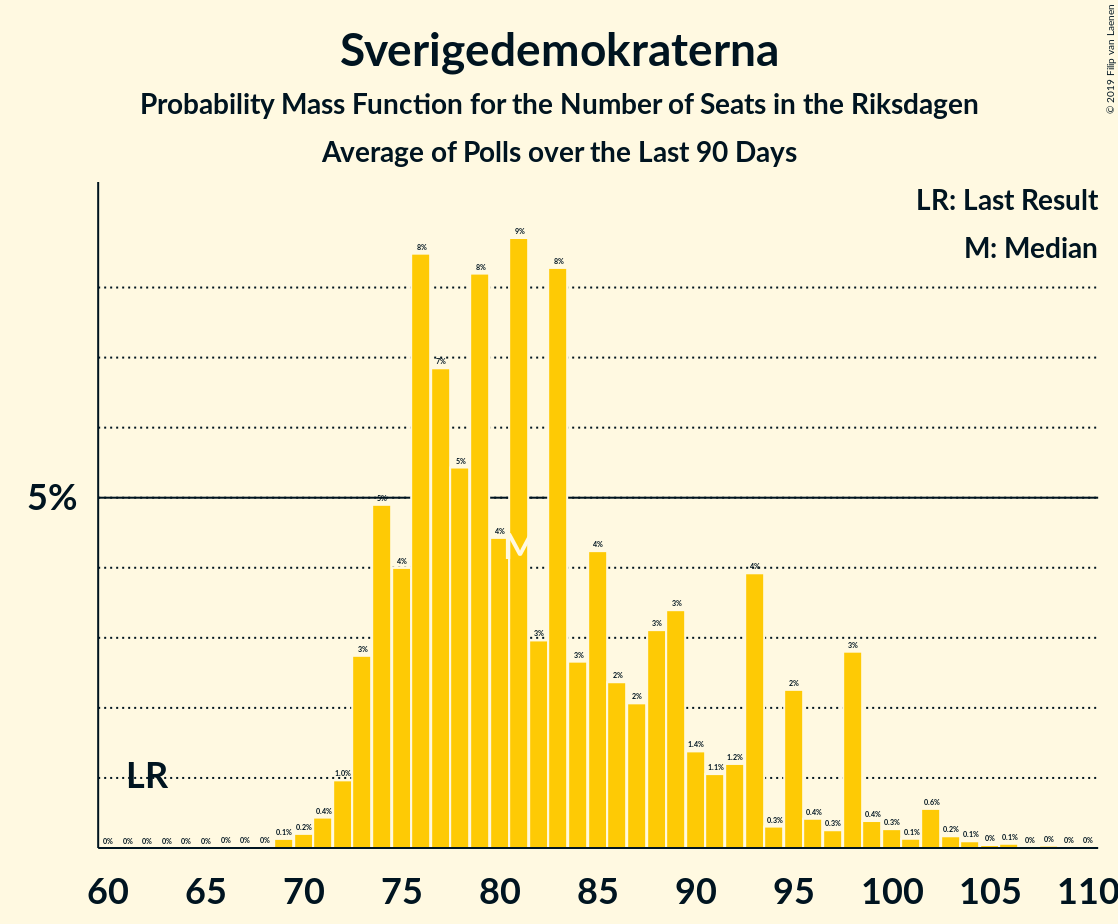 Sverigedemokraterna
Probability Mass Function for the Number of Seats in the Riksdagen
Average of Polls over the Last 90 Days
© 2019 Filip van Laenen
LR: Last Result
M: Median
5%
LR
M
0% 0% 0% 0% 0% 0% 0% 0% 0% 0.1% 0.2% 0.4% 1.0% 3% 5% 4% 8% 7% 5% 8% 4% 9% 3% 8% 3% 4% 2% 2% 3% 3% 1.4% 1.1% 1.2% 4% 0.3% 2% 0.4% 0.3% 3% 0.4% 0.3% 0.1% 0.6% 0.2% 0.1% 0% 0.1% 0% 0% 0% 0%
60 65 70 75 80 85 90 95 100 105 110